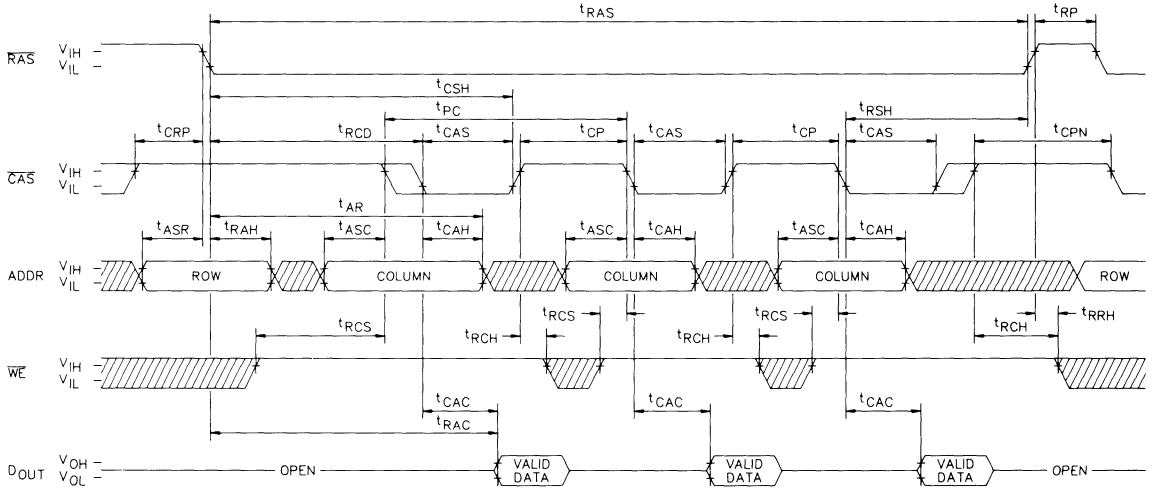 tRAS tRP
RAS VIH VIL
tCSH
tPC tRSH
tCRP tRCD tCAS tCP tCAS tCP tCAS tCPN
CAS VIH VIL
tAR
tASR tRAH tASC tCAH tASC tCAH tASC tCAH
ADDR VIH VIL ROW COLUMN COLUMN COLUMN ROW
tRCS tRCH tRCS tRCH tRCS tRCH tRRH
WE VIH VIL
tCAC tCAC tCAC
tRAC
DOUT VOH VOL OPEN VALID DATA VALID DATA VALID DATA OPEN